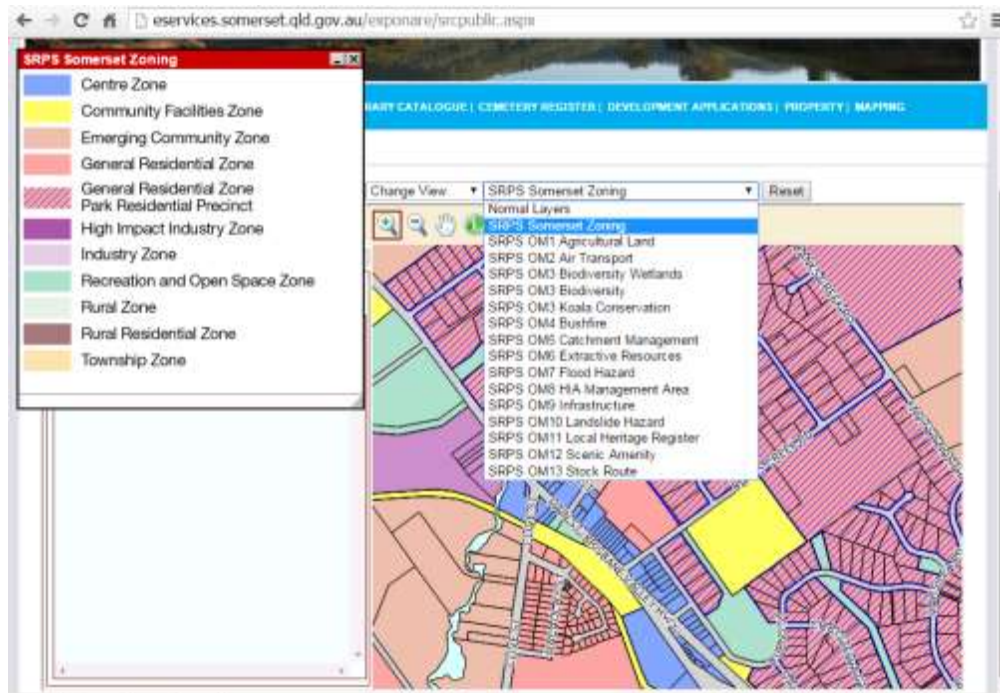 eservices.somerset.qld.gov.au/exponare/srcpublic.aspx
SRPS Somerset Zoning
Centre Zone
Community Facilities Zone
Emerging Community Zone
General Residential Zone
General Residential Zone
Park Residential Precinct
High Impact Industry Zone
Industry Zone
Recreation and Open Space Zone
Rural Zone
Rural Residential Zone
Township Zone
CATALOGUE | CEMETERY REGISTER | DEVELOPMENT APPLICATIONS | PROPERTY | MAPPING
Change View SRPS Somerset Zoning Reset
Normal Layers
SRPS Somerset Zoning
SRPS OM1 Agricultural Land
SRPS OM2 Air Transport
SRPS OM3 Biodiversity Wetlands
SRPS OM3 Biodiversity
SRPS OM3 Koala Conservation
SRPS OM4 Bushfire
SRPS OM5 Catchment Management
SRPS OM6 Extractive Resources
SRPS OM7 Flood Hazard
SRPS OM8 HIA Management Area
SRPS OM9 Infrastructure
SRPS OM10 Landslide Hazard
SRPS OM11 Local Heritage Register
SRPS OM12 Scenic Amenity
SRPS OM13 Stock Route